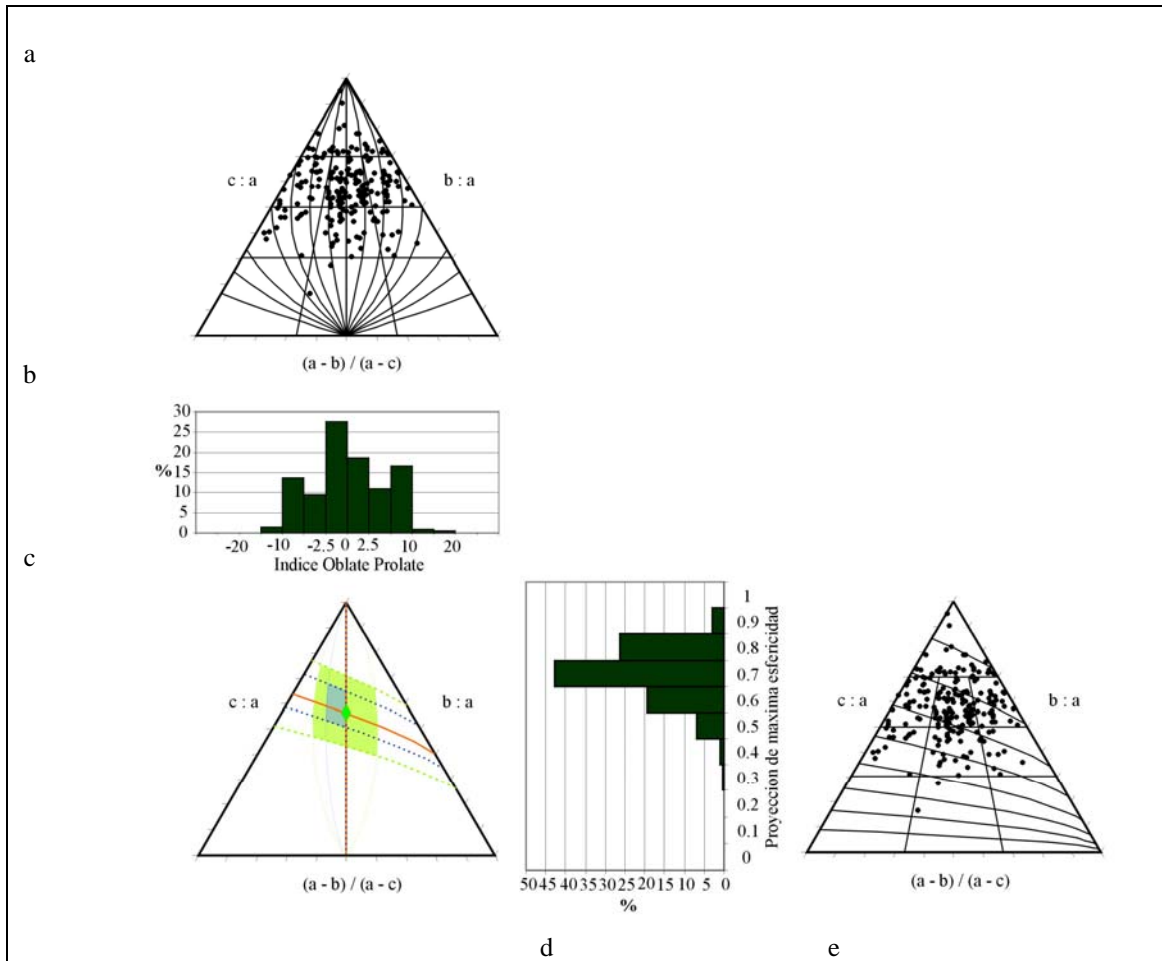 a
c : a
b : a
(a - b) / (a - c)
b
30
25
20
%
15
10
5
0
-20
-10
-2.5
0
2.5
10
20
Indice Oblate Prolate
c
c : a
b : a
(a - b) / (a - c)
1
0.9
0.8
0.7
0.6
0.5
0.4
0.3
0.2
0.1
0
Proyeccion de maxima esfericidad
50 45 40 35 30 25 20 15 10 5 0
%
c : a
b : a
(a - b) / (a - c)
d
e